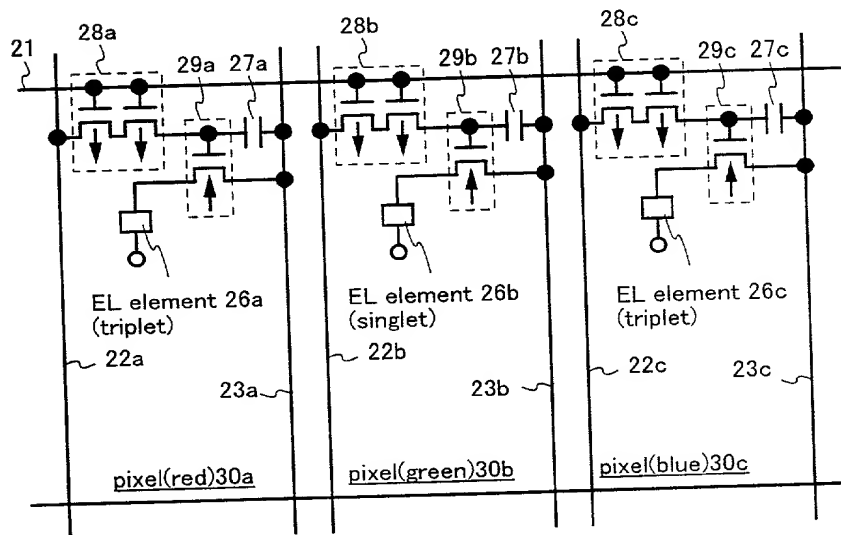 21
28a
29a
27a
28b
29b
27b
28c
29c
27c
EL element 26a
(triplet)
EL element 26b
(singlet)
EL element 26c
(triplet)
22a
22b
22c
23a
23b
23c
pixel(red)30a
pixel(green)30b
pixel(blue)30c